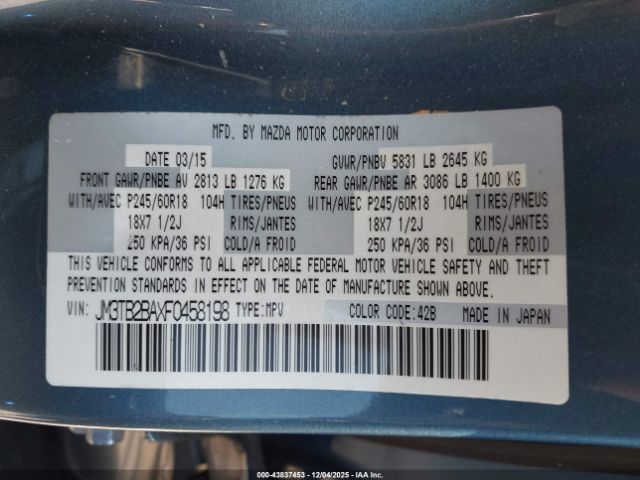 MFD. BY MAZDA MOTOR CORPORATION
DATE 03/15 GVWR/PNBV 5831 LB 2645 KG
FRONT GAWR/PNBE AV 2813 LB 1276 KG REAR GAWR/PNBE AR 3086 LB 1400 KG
WITH/AVEC P245/60R18 104H TIRES/PNEUS WITH/AVEC P245/60R18 104H TIRES/PNEUS
18X7 1/2J RIMS/JANTES 18X7 1/2J RIMS/JANTES
250 KPA/36 PSI COLD/A FROID 250 KPA/36 PSI COLD/A FROID
THIS VEHICLE CONFORMS TO ALL APPLICABLE FEDERAL MOTOR VEHICLE SAFETY AND THEFT
PREVENTION STANDARDS IN EFFECT ON THE DATE OF MANUFACTURE SHOWN ABOVE.
VIN: JM3TB2BAXF0458198 TYPE:MPV COLOR CODE:42B MADE IN JAPAN
000-43837453 - 12/04/2025 - IAAI, Inc.